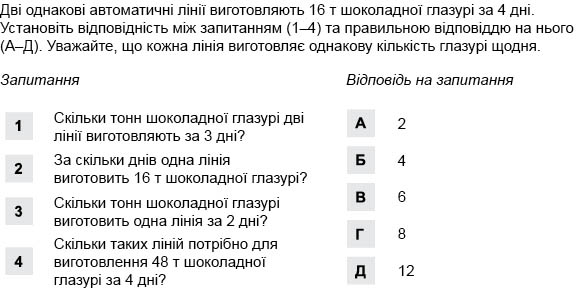 Дві однакові автоматичні лінії виготовляють 16 т шоколадної глазурі за 4 дні.
Установіть відповідність між запитанням (1–4) та правильною відповіддю на нього
(А–Д). Уважайте, що кожна лінія виготовляє однакову кількість глазурі щодня.
Запитання
Відповідь на запитання
1 Скільки тонн шоколадної глазурі дві
лінії виготовляють за 3 дні?
2 За скільки днів одна лінія
виготовить 16 т шоколадної глазурі?
3 Скільки тонн шоколадної глазурі
виготовить одна лінія за 2 дні?
4 Скільки таких ліній потрібно для
виготовлення 48 т шоколадної
глазурі за 4 дні?
А 2
Б 4
В 6
Г 8
Д 12